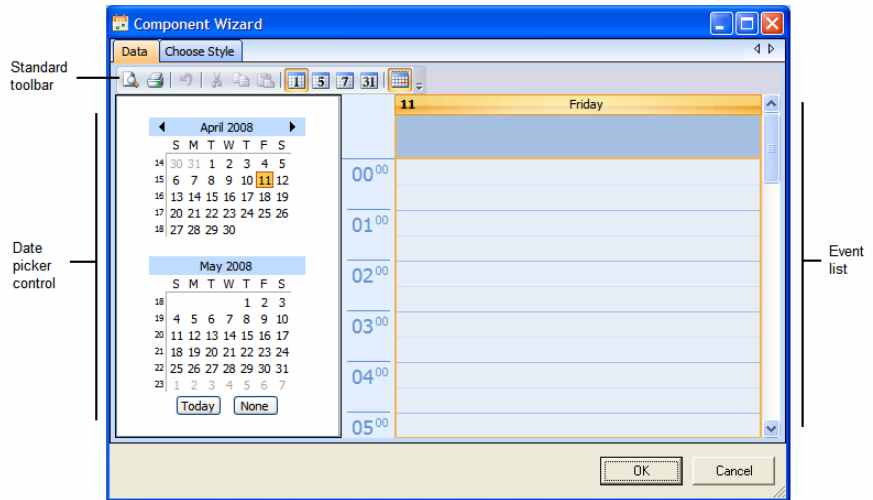 Component Wizard
Data Choose Style
Standard
toolbar
1 5 7 31
11 Friday
April 2008
S M T W T F S
14 30 31 1 2 3 4 5
15 6 7 8 9 10 11 12
16 13 14 15 16 17 18 19
17 20 21 22 23 24 25 26
18 27 28 29 30
May 2008
S M T W T F S
18 1 2 3
19 4 5 6 7 8 9 10
20 11 12 13 14 15 16 17
21 18 19 20 21 22 23 24
22 25 26 27 28 29 30 31
23 1 2 3 4 5 6 7
Today None
Date
picker
control
00 00
01 00
02 00
03 00
04 00
05 00
Event
list
OK Cancel